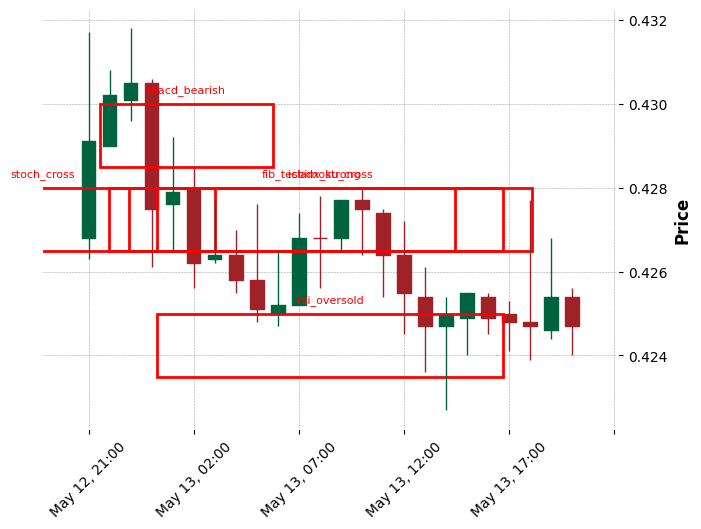 0.432
macd_bearish
0.430
stoch_cross
0.428
Price
0.426
rsi_oversold
0.424
May 12, 21:00
May 13, 02:00
May 13, 07:00
May 13, 12:00
May 13, 17:00